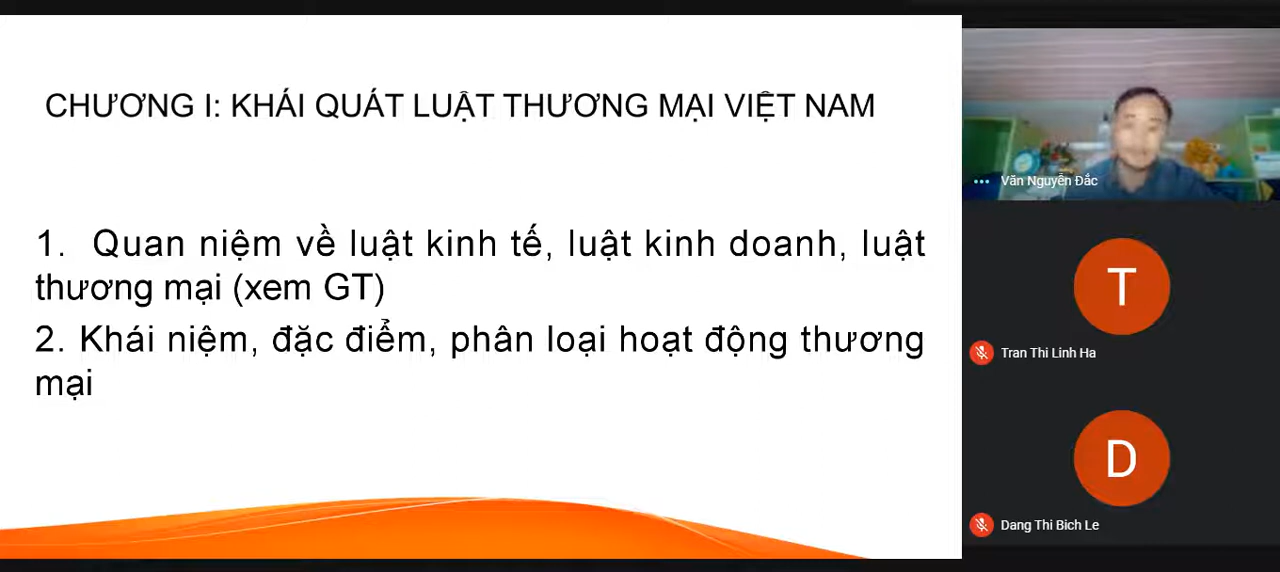 CHƯƠNG I: KHÁI QUÁT LUẬT THƯƠNG MẠI VIỆT NAM
1. Quan niệm về luật kinh tế, luật kinh doanh, luật
thương mại (xem GT)
2. Khái niệm, đặc điểm, phân loại hoạt động thương
mại
Văn Nguyễn Đắc
T
Tran Thi Linh Ha
D
Dang Thi Bich Le